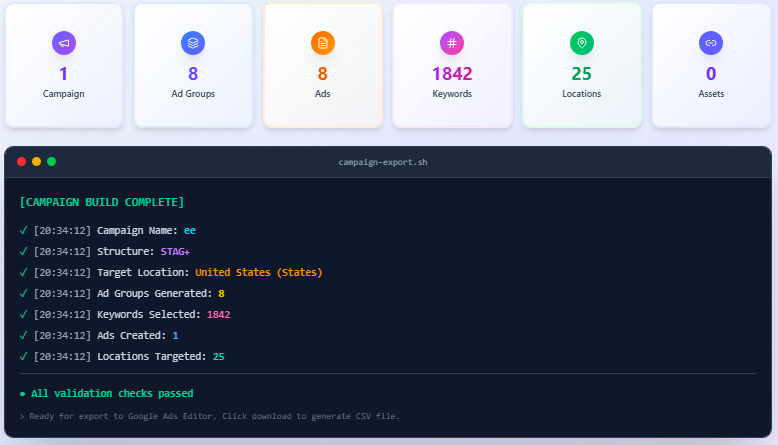 1
Campaign
8
Ad Groups
8
Ads
1842
Keywords
25
Locations
0
Assets
campaign-export.sh
[CAMPAIGN BUILD COMPLETE]
✓ [20:34:12] Campaign Name: ee
✓ [20:34:12] Structure: STAG+
✓ [20:34:12] Target Location: United States (States)
✓ [20:34:12] Ad Groups Generated: 8
✓ [20:34:12] Keywords Selected: 1842
✓ [20:34:12] Ads Created: 1
✓ [20:34:12] Locations Targeted: 25
● All validation checks passed
> Ready for export to Google Ads Editor. Click download to generate CSV file.